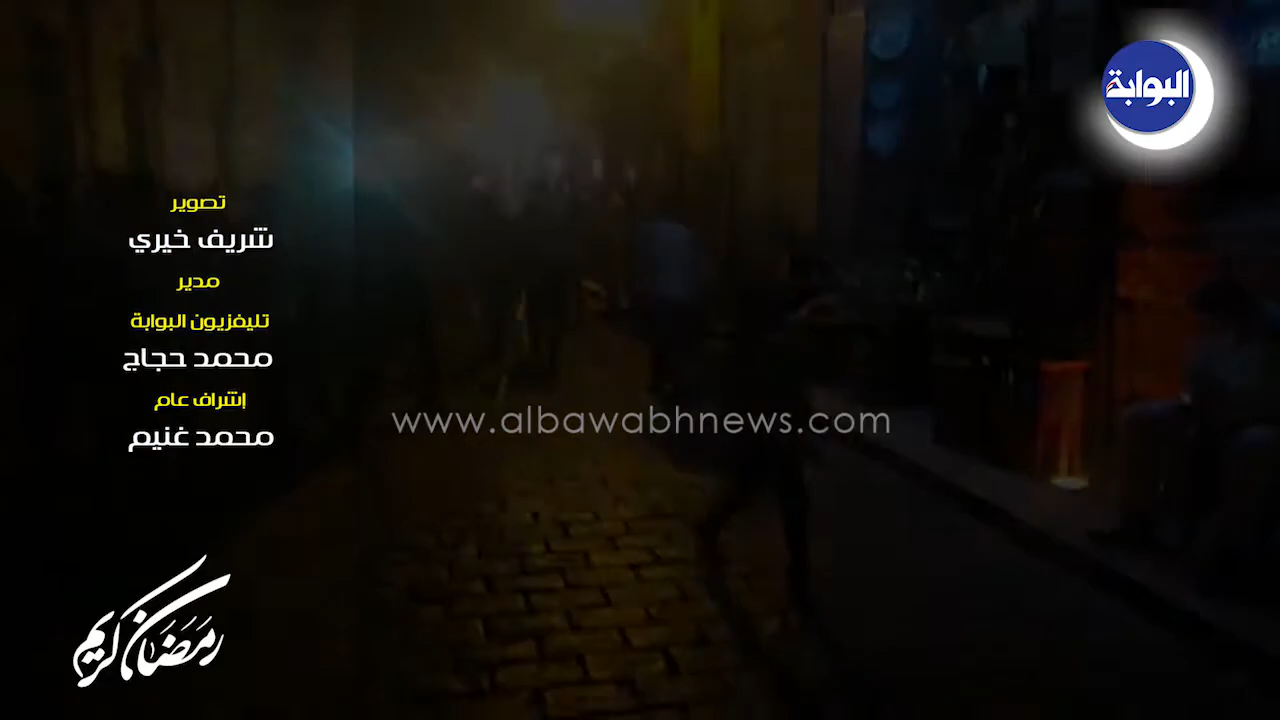 البوابة
تصوير
شريف خيري
مدير
تليفزيون البوابة
محمد حجاج
إشراف عام
محمد غنيم
www.albawabhnews.com
رمضان كريم